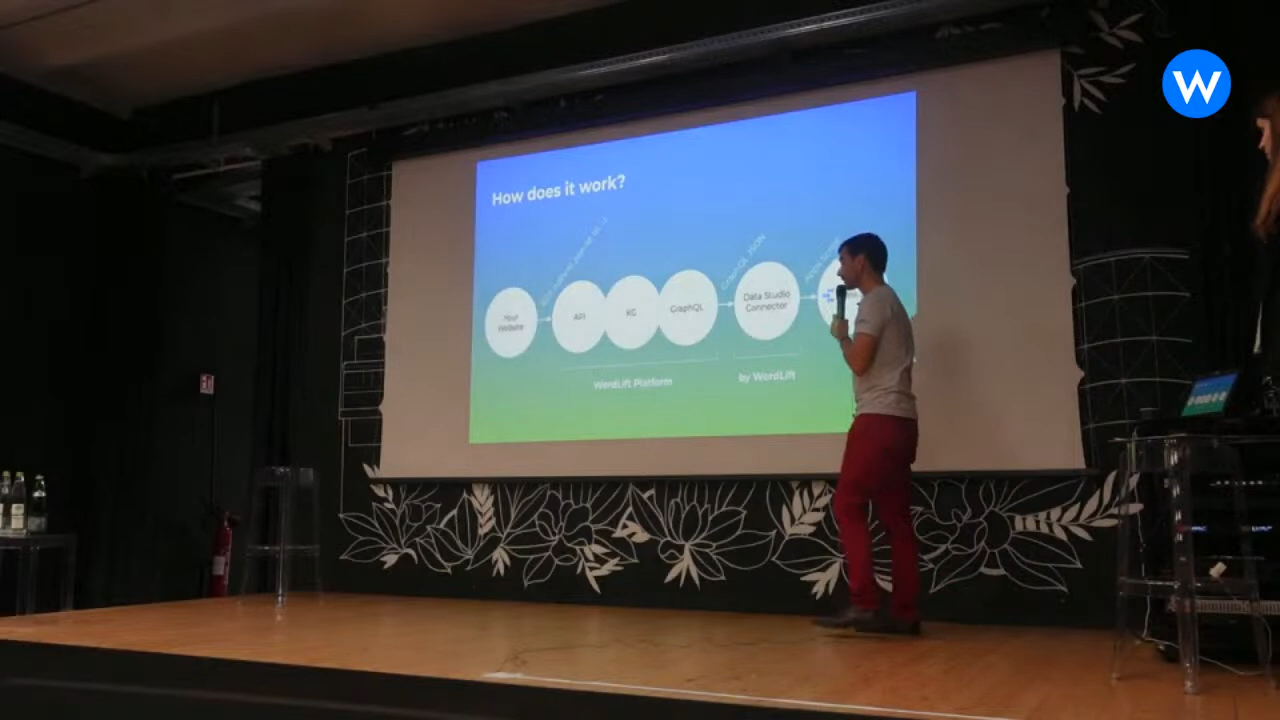 W
How does it work?
Your
Website
API
KG
GraphQL
GraphQL JSON
Data Studio
Connector
WordLift Platform
by WordLift